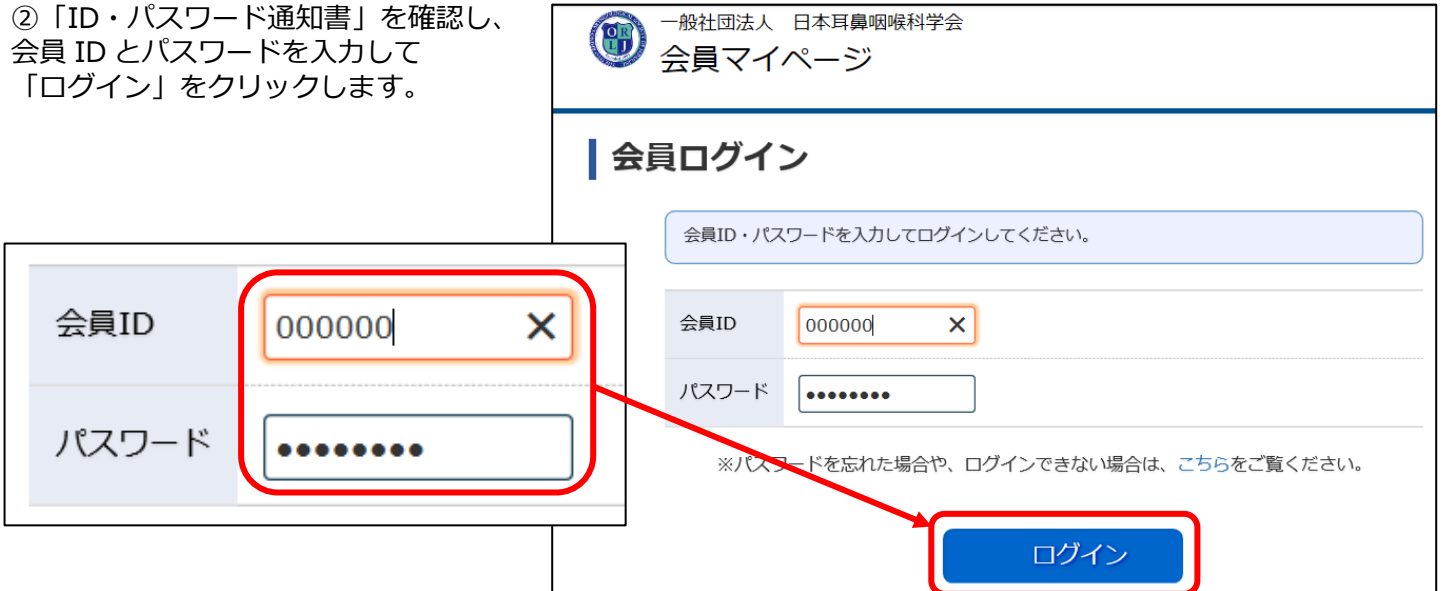 ②「ID・パスワード通知書」を確認し、
会員 ID とパスワードを入力して
「ログイン」をクリックします。
一般社団法人 日本耳鼻咽喉科学会
会員マイページ
会員ログイン
会員ID・パスワードを入力してログインしてください。
会員ID 000000 ×
パスワード ●●●●●●●●
会員ID 000000 ×
パスワード ●●●●●●●●
※パスワードを忘れた場合や、ログインできない場合は、こちらをご覧ください。
ログイン